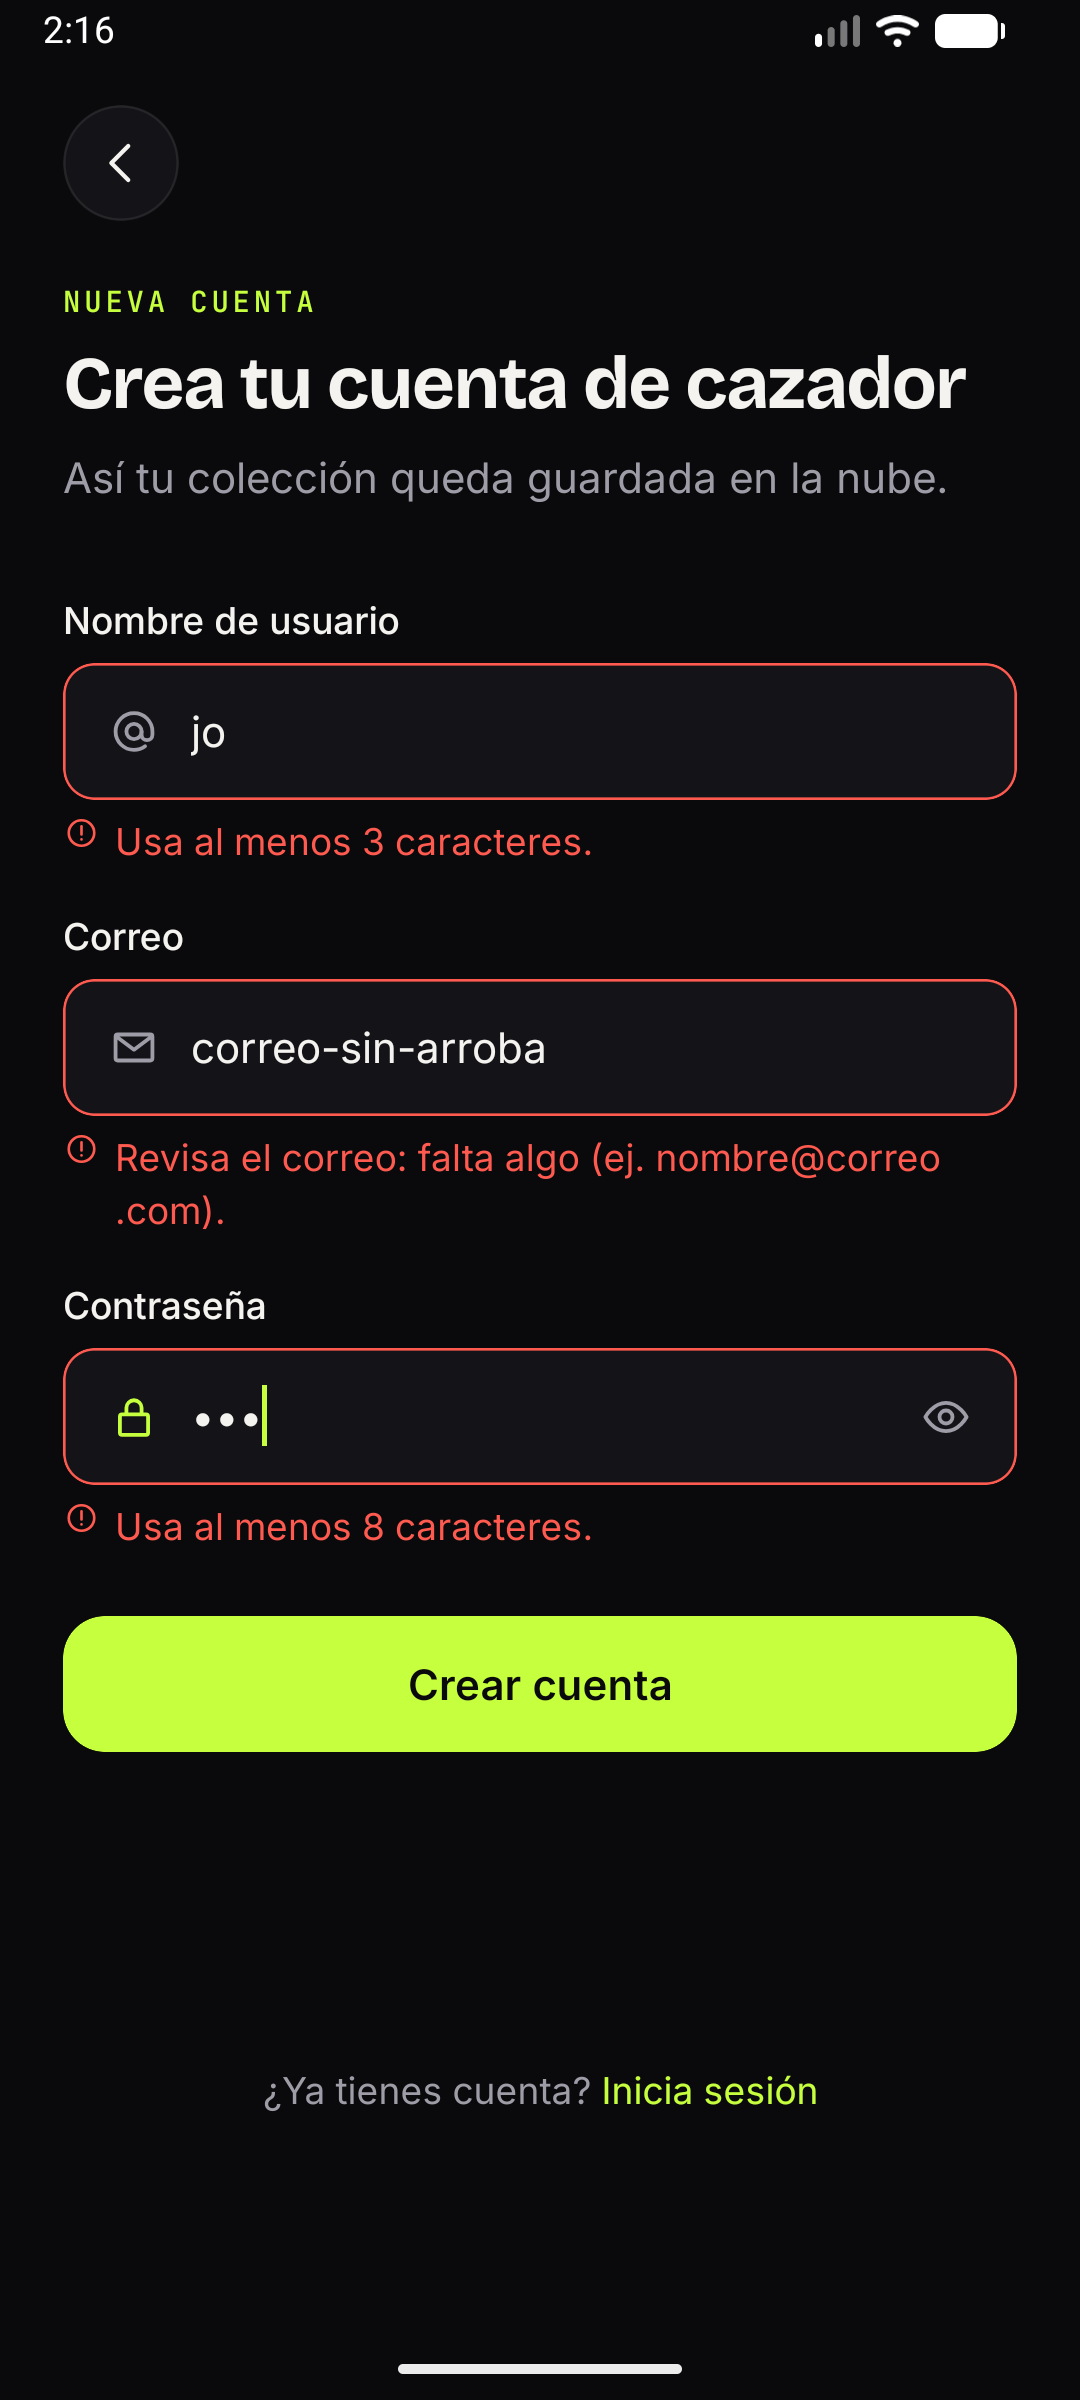 2:16
NUEVA CUENTA
Crea tu cuenta de cazador
Así tu colección queda guardada en la nube.
Nombre de usuario
jo
Usa al menos 3 caracteres.
Correo
correo-sin-arroba
Revisa el correo: falta algo (ej. nombre@correo
.com).
Contraseña
•••
Usa al menos 8 caracteres.
Crear cuenta
¿Ya tienes cuenta? Inicia sesión